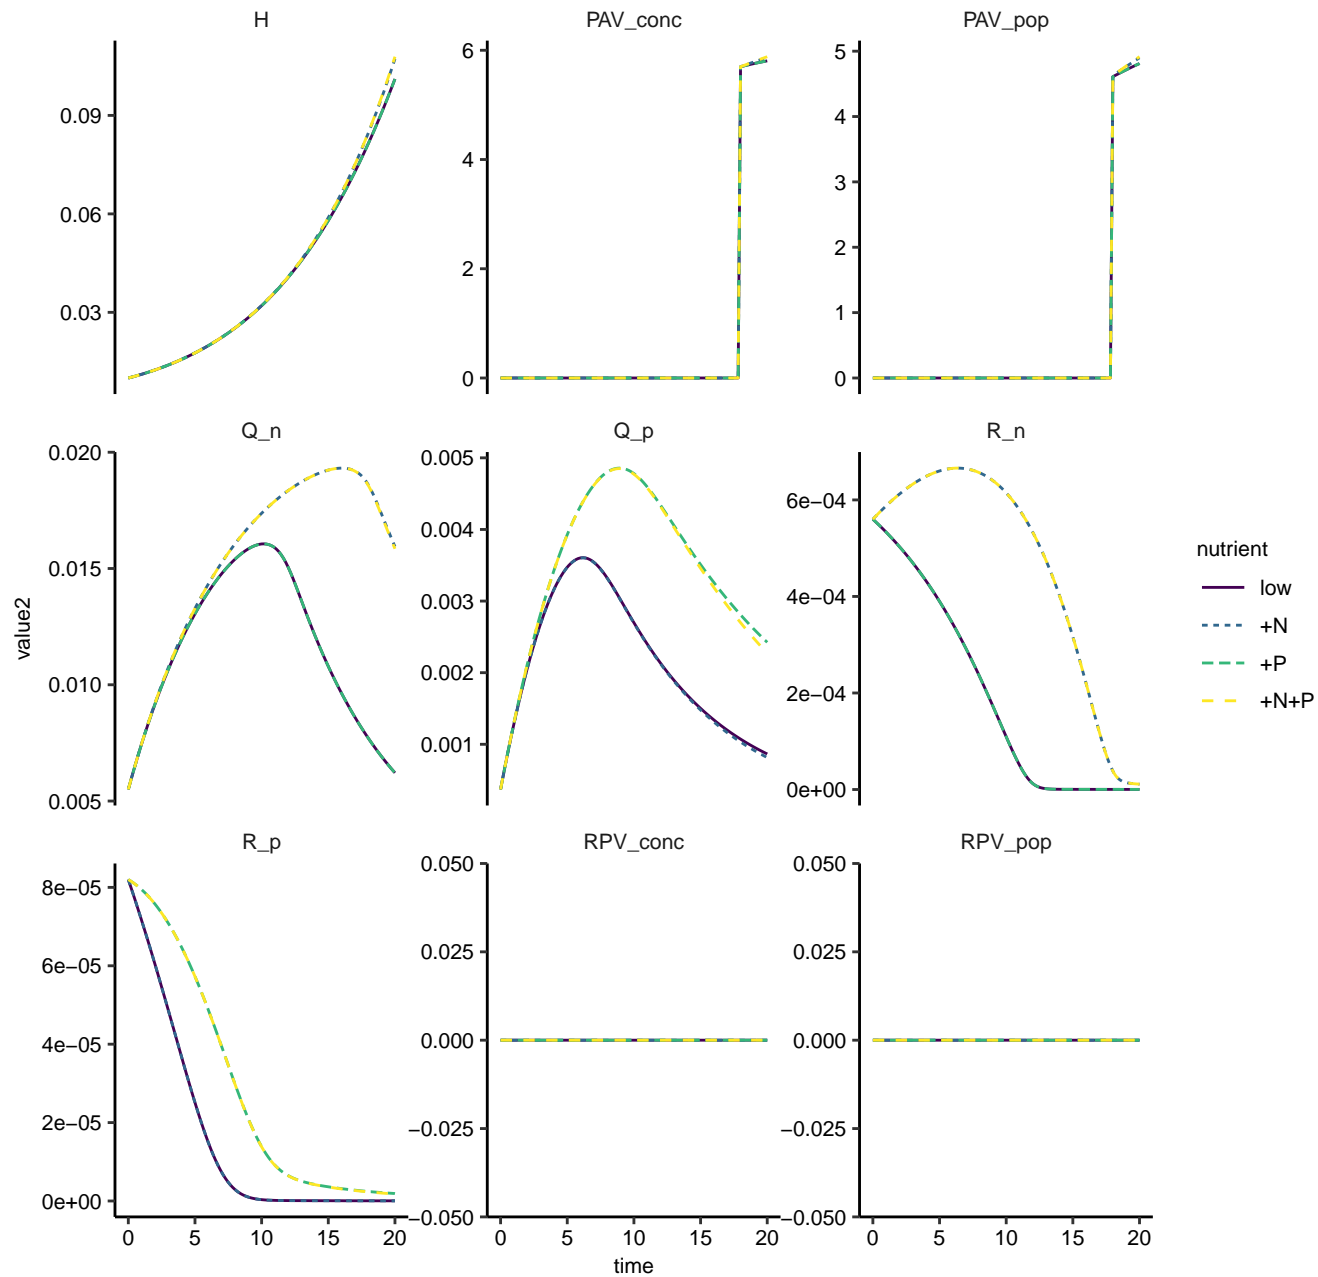 H
PAV_conc
PAV_pop
0.09
0.06
0.03
6
4
2
0
5
4
3
2
1
0
Q_n
Q_p
R_n
0.020
0.015
0.010
0.005
0.005
0.004
0.003
0.002
0.001
6e−04
4e−04
2e−04
0e+00
value2
nutrient
low
+N
+P
+N+P
R_p
RPV_conc
RPV_pop
8e−05
6e−05
4e−05
2e−05
0e+00
0.050
0.025
0.000
−0.025
−0.050
0.050
0.025
0.000
−0.025
−0.050
0 5 10 15 20
0 5 10 15 20
0 5 10 15 20
time